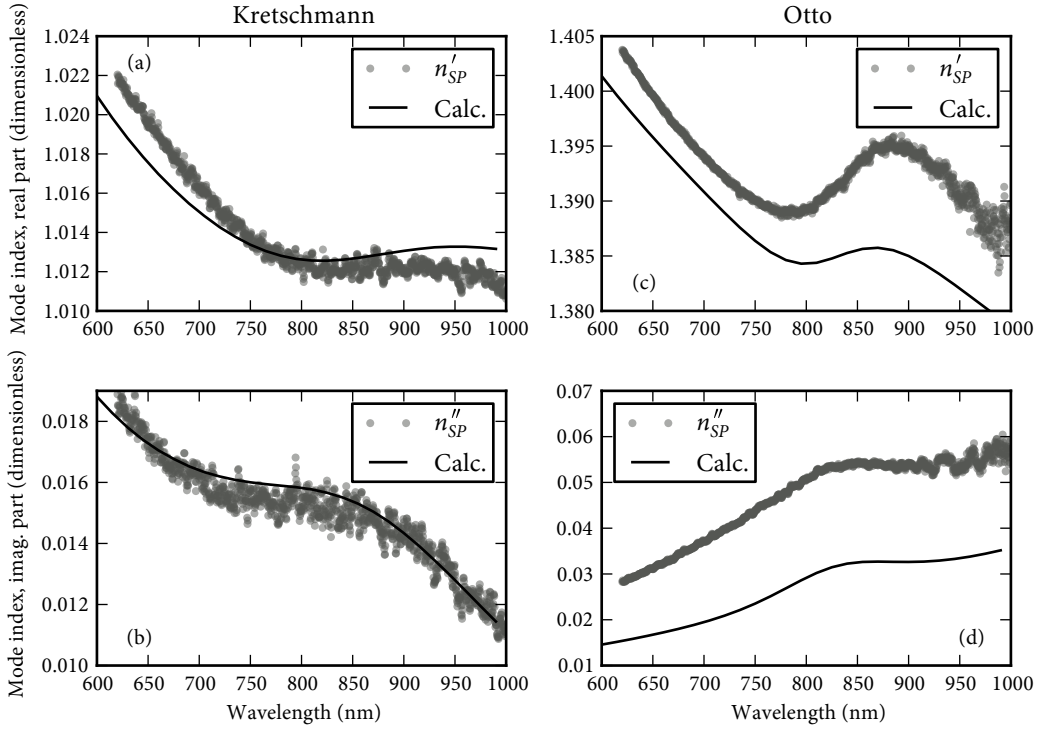 Kretschmann
Mode index, real part (dimensionless)
1.024
1.022
1.020
1.018
1.016
1.014
1.012
1.010
(a)
n′SP
Calc.
600 650 700 750 800 850 900 950 1000
Otto
1.405
1.400
1.395
1.390
1.385
1.380
n′SP
Calc.
(c)
600 650 700 750 800 850 900 950 1000
Mode index, imag. part (dimensionless)
0.018
0.016
0.014
0.012
0.010
n″SP
Calc.
(b)
600 650 700 750 800 850 900 950 1000
Wavelength (nm)
0.07
0.06
0.05
0.04
0.03
0.02
0.01
n″SP
Calc.
(d)
600 650 700 750 800 850 900 950 1000
Wavelength (nm)